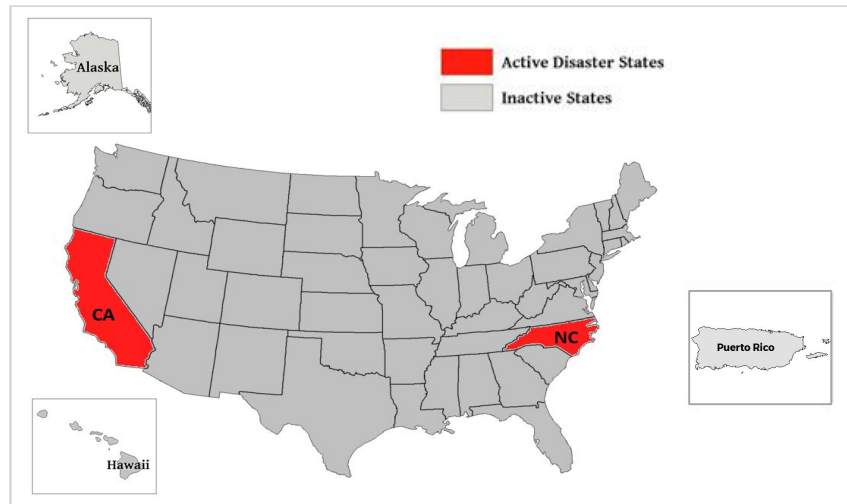 Alaska
Active Disaster States
Inactive States
CA
NC
Puerto Rico
Hawaii